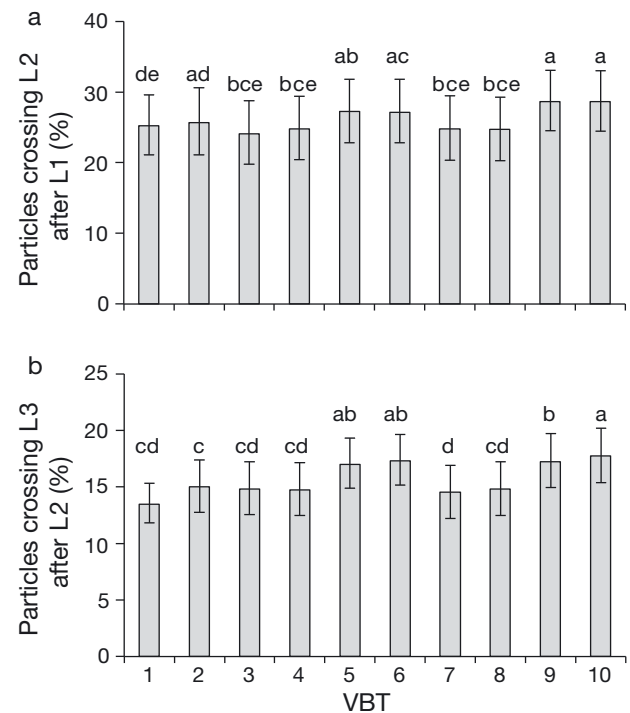 a
Particles crossing L2
after L1 (%)
40
30
20
10
0
de ad bce bce ab ac bce bce a a
b
Particles crossing L3
after L2 (%)
25
20
15
10
5
0
cd c cd cd ab ab d cd b a
1 2 3 4 5 6 7 8 9 10
VBT